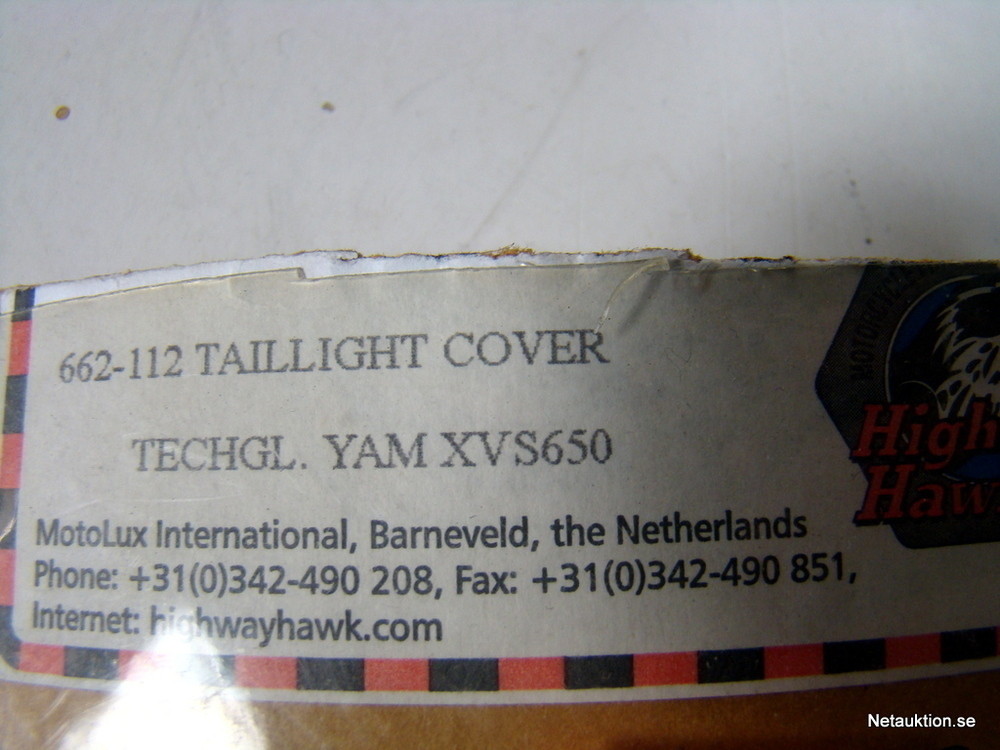 662-112 TAILLIGHT COVER
TECHGL. YAM XVS650
MotoLux International, Barneveld, the Netherlands
Phone: +31(0)342-490 208, Fax: +31(0)342-490 851,
Internet: highwayhawk.com
High
Haw
Netauktion.se